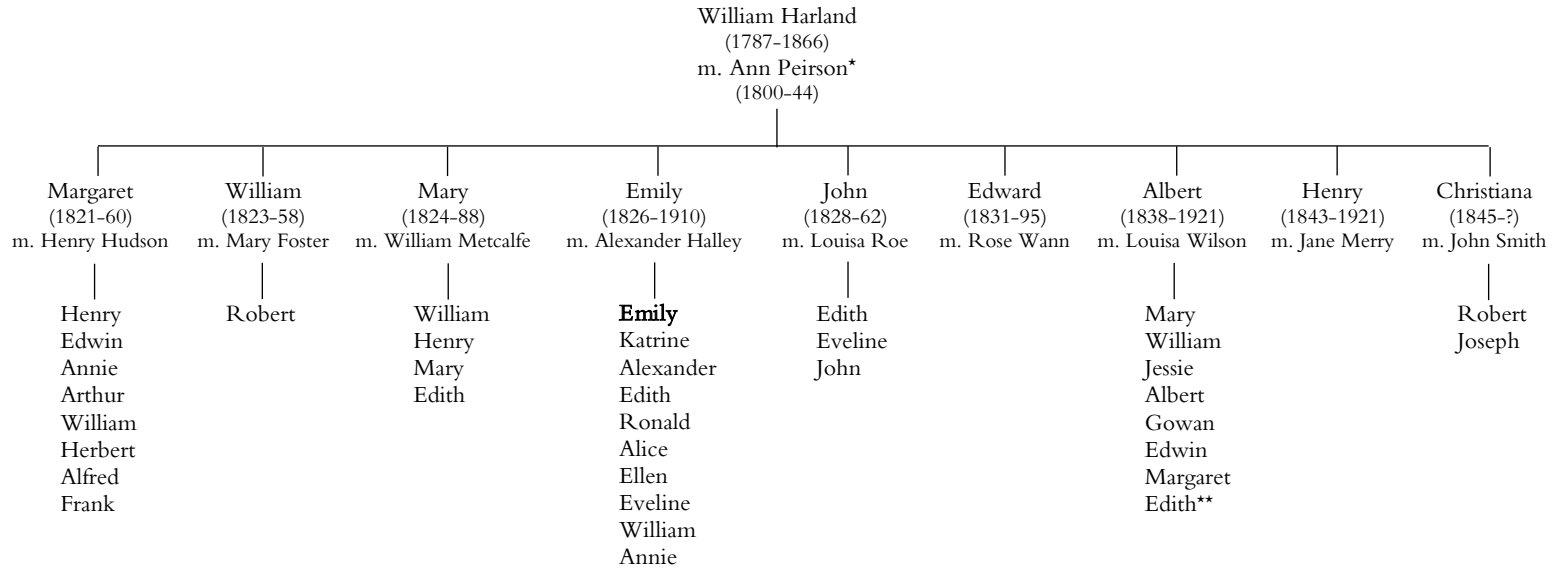 William Harland
(1787-1866)
m. Ann Peirson*
(1800-44)
Margaret
(1821-60)
m. Henry Hudson
Henry
Edwin
Annie
Arthur
William
Herbert
Alfred
Frank
William
(1823-58)
m. Mary Foster
Robert
Mary
(1824-88)
m. William Metcalfe
William
Henry
Mary
Edith
Emily
(1826-1910)
m. Alexander Halley
Emily
Katrine
Alexander
Edith
Ronald
Alice
Ellen
Eveline
William
Annie
John
(1828-62)
m. Louisa Roe
Edith
Eveline
John
Edward
(1831-95)
m. Rose Wann
Albert
(1838-1921)
m. Louisa Wilson
Mary
William
Jessie
Albert
Gowan
Edwin
Margaret
Edith**
Henry
(1843-1921)
m. Jane Merry
Christiana
(1845-?)
m. John Smith
Robert
Joseph